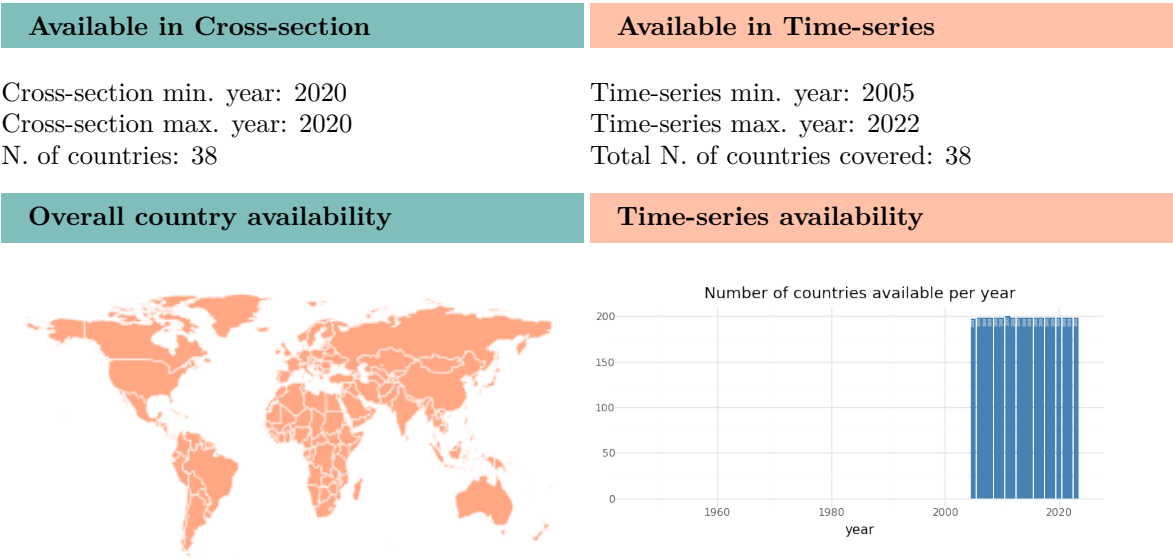 Available in Cross-section
Available in Time-series
Cross-section min. year: 2020
Cross-section max. year: 2020
N. of countries: 38
Time-series min. year: 2005
Time-series max. year: 2022
Total N. of countries covered: 38
Overall country availability
Time-series availability
Number of countries available per year
200
150
100
50
0
1960 1980 2000 2020
year